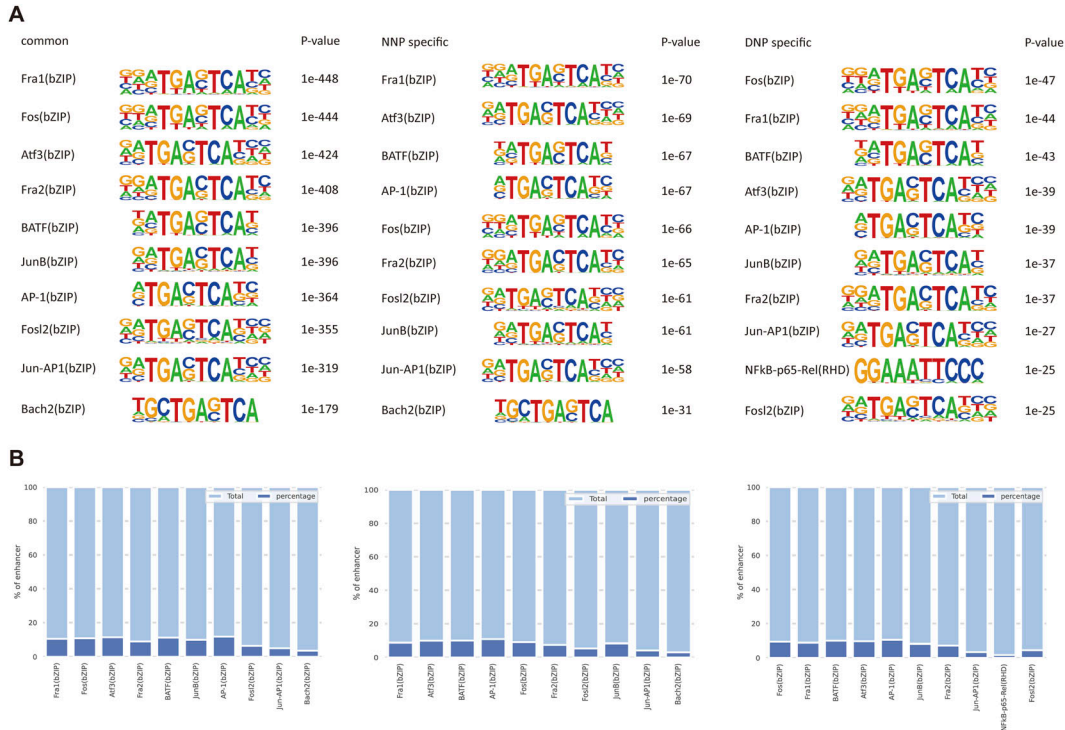 A
common P-value NNP specific P-value DNP specific P-value
Fra1(bZIP) 1e-448 Fra1(bZIP) 1e-70 Fos(bZIP) 1e-47
Fos(bZIP) 1e-444 Atf3(bZIP) 1e-69 Fra1(bZIP) 1e-44
Atf3(bZIP) 1e-424 BATF(bZIP) 1e-67 BATF(bZIP) 1e-43
Fra2(bZIP) 1e-408 AP-1(bZIP) 1e-67 Atf3(bZIP) 1e-39
BATF(bZIP) 1e-396 Fos(bZIP) 1e-66 AP-1(bZIP) 1e-39
JunB(bZIP) 1e-396 Fra2(bZIP) 1e-65 JunB(bZIP) 1e-37
AP-1(bZIP) 1e-364 Fosl2(bZIP) 1e-61 Fra2(bZIP) 1e-37
Fosl2(bZIP) 1e-355 JunB(bZIP) 1e-61 Jun-AP1(bZIP) 1e-27
Jun-AP1(bZIP) 1e-319 Jun-AP1(bZIP) 1e-58 NFkB-p65-Rel(RHD) GGAAATTCCC 1e-25
Bach2(bZIP) TGCTGAGTCA 1e-179 Bach2(bZIP) TGCTGAGTCA 1e-31 Fosl2(bZIP) 1e-25
B
% of enhancer
100
80
60
40
20
0
Total percentage
Fra1(bZIP)
Fos(bZIP)
Atf3(bZIP)
Fra2(bZIP)
BATF(bZIP)
JunB(bZIP)
AP-1(bZIP)
Fosl2(bZIP)
Jun-AP1(bZIP)
Bach2(bZIP)
% of enhancer
100
80
60
40
20
0
Total percentage
Fra1(bZIP)
Atf3(bZIP)
BATF(bZIP)
AP-1(bZIP)
Fos(bZIP)
Fra2(bZIP)
Fosl2(bZIP)
JunB(bZIP)
Jun-AP1(bZIP)
Bach2(bZIP)
% of enhancer
100
80
60
40
20
0
Total percentage
Fos(bZIP)
Fra1(bZIP)
BATF(bZIP)
Atf3(bZIP)
AP-1(bZIP)
JunB(bZIP)
Fra2(bZIP)
Jun-AP1(bZIP)
NFkB-p65-Rel(RHD)
Fosl2(bZIP)